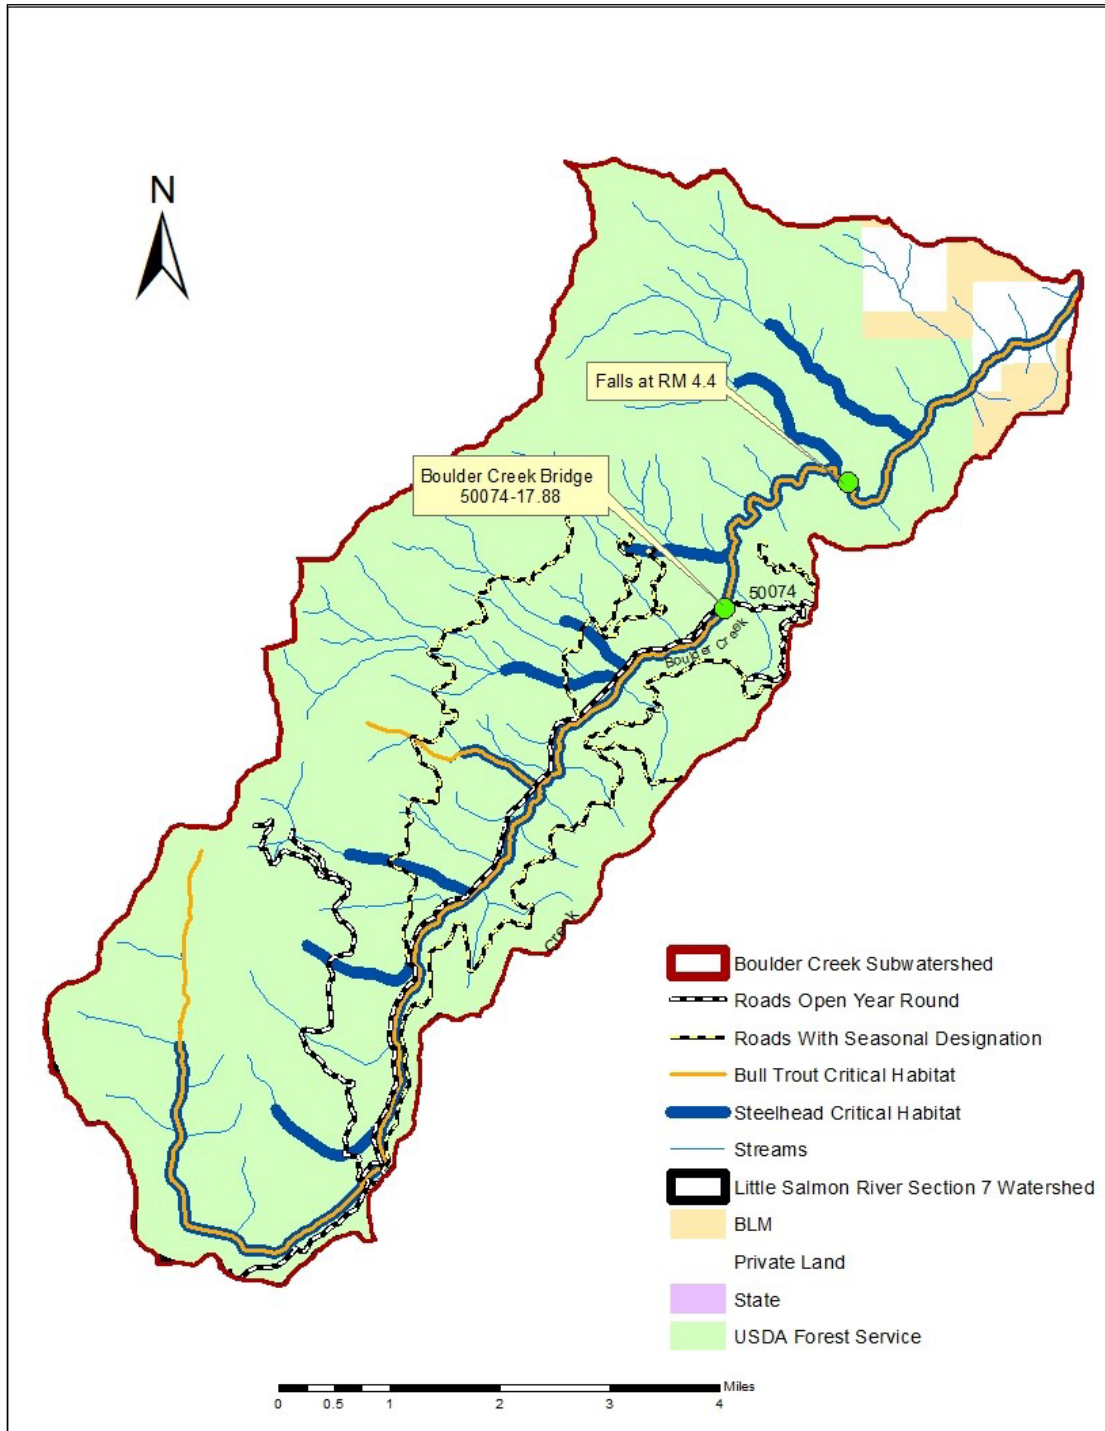 N
Falls at RM 4.4
Boulder Creek Bridge
50074-17.88
50074
Boulder Creek
Creek
Boulder Creek Subwatershed
Roads Open Year Round
Roads With Seasonal Designation
Bull Trout Critical Habitat
Steelhead Critical Habitat
Streams
Little Salmon River Section 7 Watershed
BLM
Private Land
State
USDA Forest Service
Miles
0 0.5 1 2 3 4